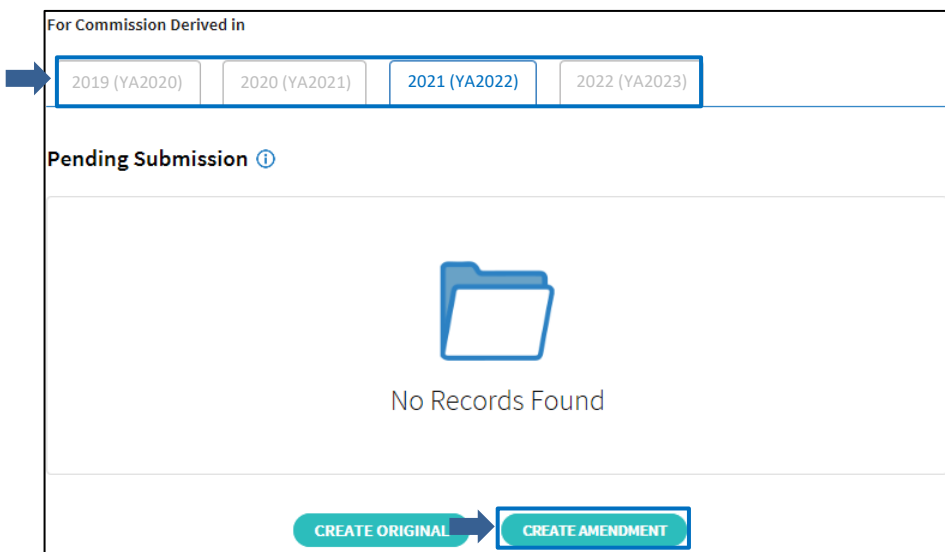 For Commission Derived in
2019 (YA2020) 2020 (YA2021) 2021 (YA2022) 2022 (YA2023)
Pending Submission
No Records Found
CREATE ORIGINAL CREATE AMENDMENT